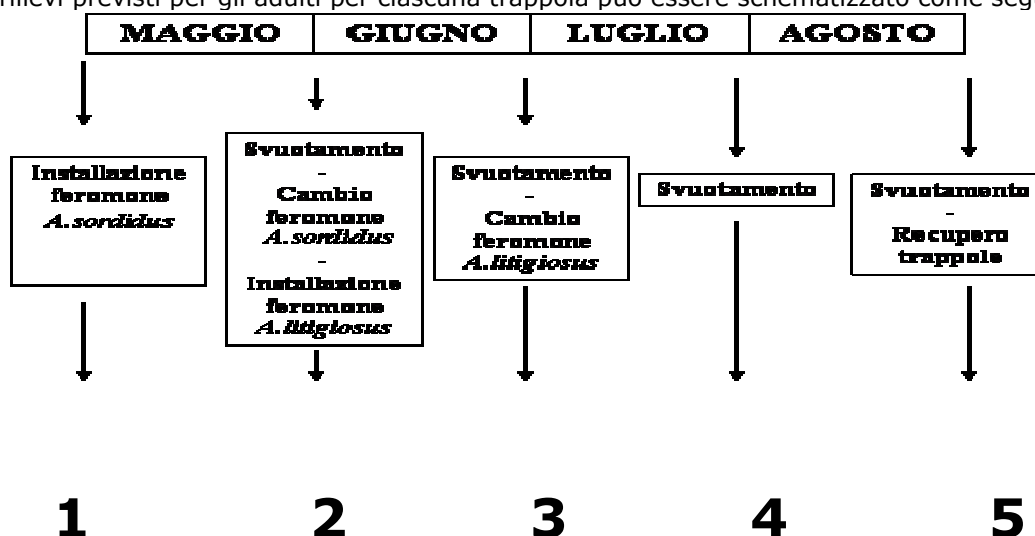 rilievi previsti per gli adulti per ciascuna trappola può essere schematizzato come seg
MAGGIO GIUGNO LUGLIO AGOSTO
Installazione
feromone
A.sordidus
Svuotamento
-
Cambio
feromone
A.sordidus
-
Installazione
feromone
A.litigiosus
Svuotamento
-
Cambio
feromone
A.litigiosus
Svuotamento
Svuotamento
-
Recupero
trappole
1 2 3 4 5